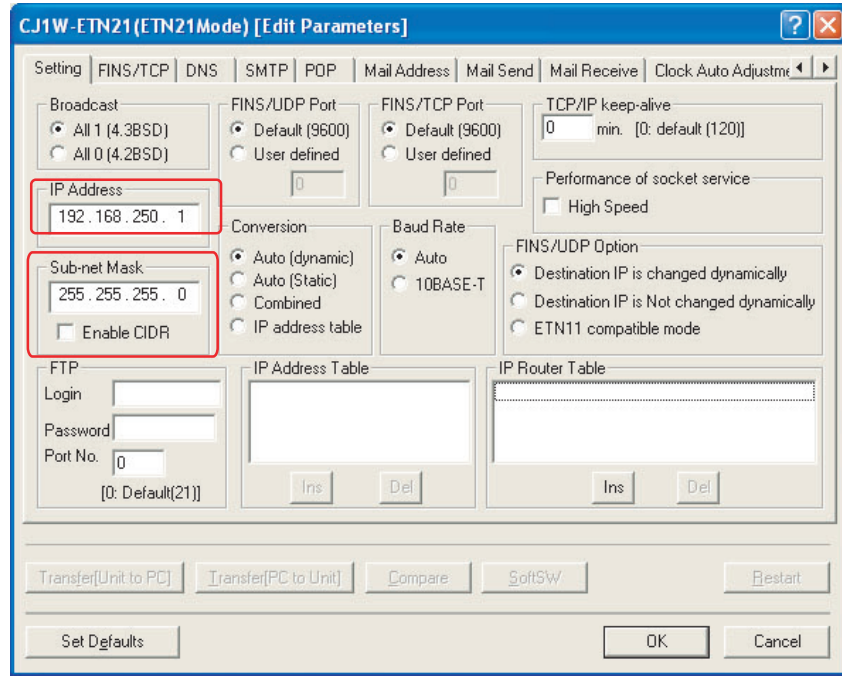 CJ1W-ETN21(ETN21Mode) [Edit Parameters]
Setting FINS/TCP DNS SMTP POP Mail Address Mail Send Mail Receive Clock Auto Adjustme
Broadcast
All 1 (4.3BSD)
All 0 (4.2BSD)
FINS/UDP Port
Default (9600)
User defined
0
FINS/TCP Port
Default (9600)
User defined
0
TCP/IP keep-alive
0 min. [0: default (120)]
Performance of socket service
High Speed
IP Address
192.168.250. 1
Sub-net Mask
255.255.255. 0
Enable CIDR
Conversion
Auto (dynamic)
Auto (Static)
Combined
IP address table
Baud Rate
Auto
10BASE-T
FINS/UDP Option
Destination IP is changed dynamically
Destination IP is Not changed dynamically
ETN11 compatible mode
FTP
Login
Password
Port No. 0
[0: Default(21)]
IP Address Table
Ins Del
IP Router Table
Ins Del
Transfer[Unit to PC] Transfer[PC to Unit] Compare SoftSW Restart
Set Defaults OK Cancel